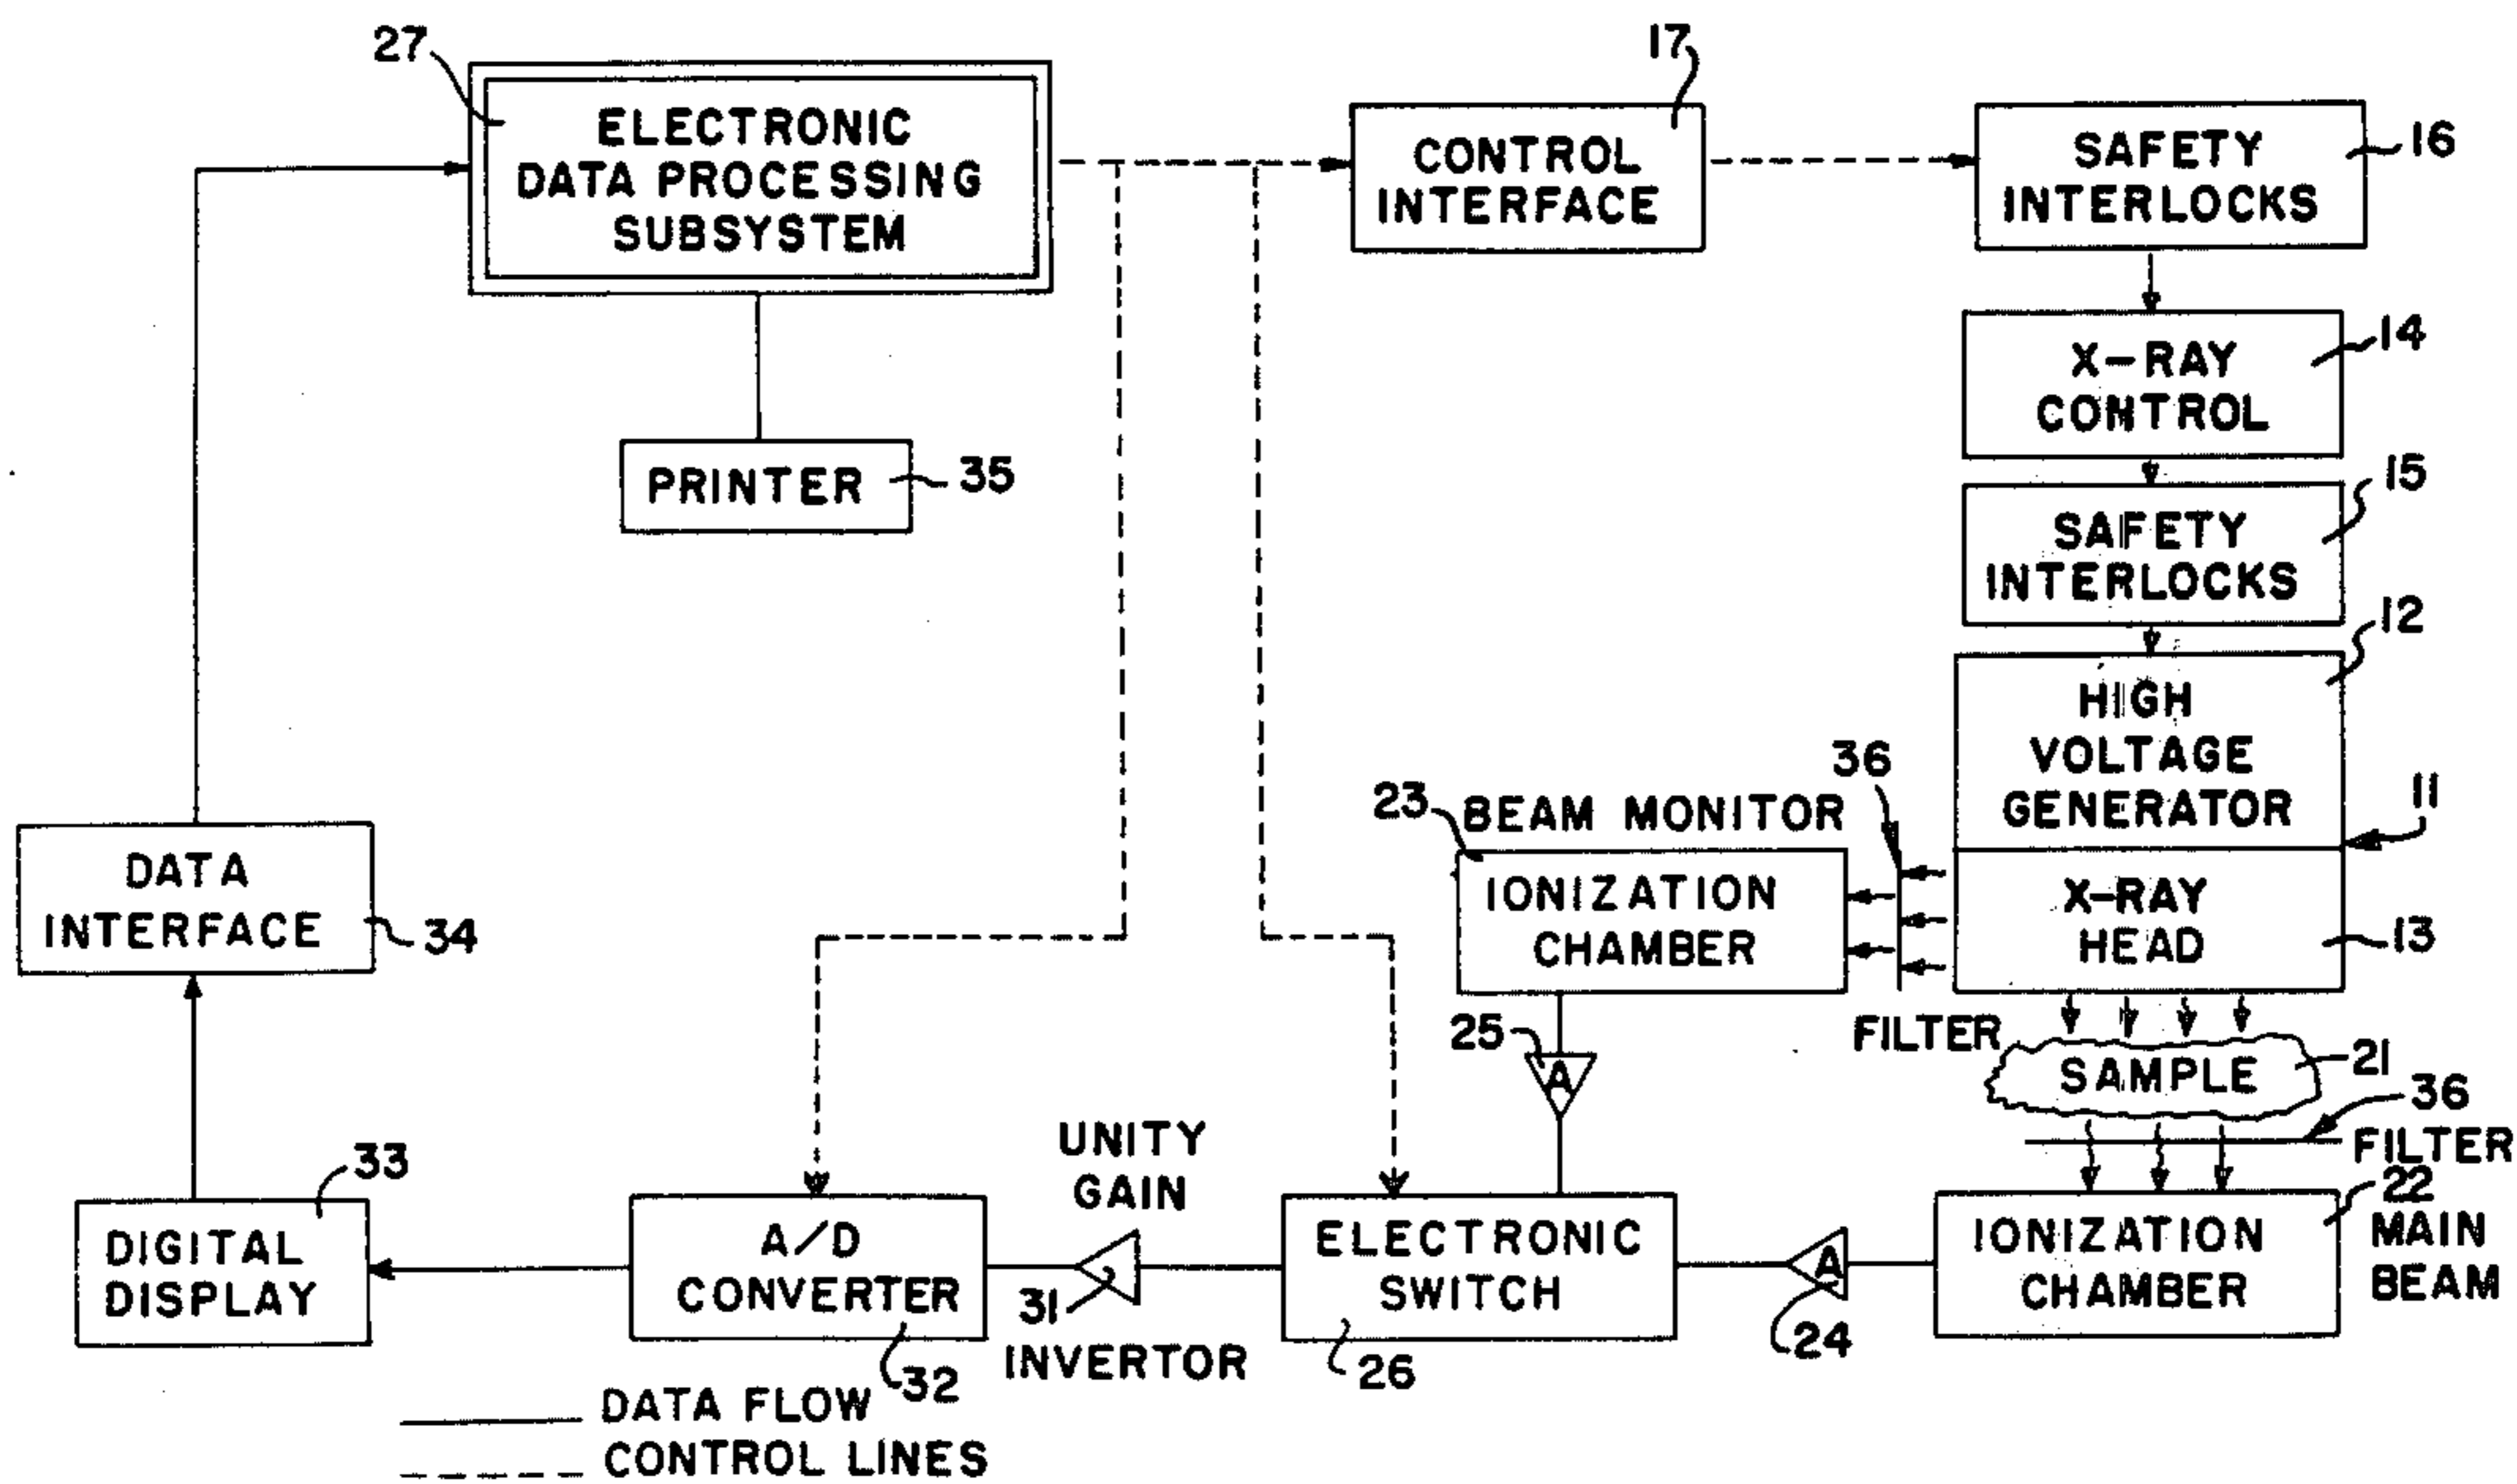 27
ELECTRONIC
DATA PROCESSING
SUBSYSTEM
17
CONTROL
INTERFACE
SAFETY
INTERLOCKS
16
X-RAY
CONTROL
14
PRINTER
35
SAFETY
INTERLOCKS
15
HIGH
VOLTAGE
GENERATOR
12
11
36
23
BEAM MONITOR
IONIZATION
CHAMBER
X-RAY
HEAD
13
DATA
INTERFACE
34
25
A
FILTER
SAMPLE
21
36
FILTER
22
MAIN
BEAM
IONIZATION
CHAMBER
A
24
ELECTRONIC
SWITCH
26
UNITY
GAIN
31
INVERTOR
A/D
CONVERTER
32
33
DIGITAL
DISPLAY
DATA FLOW
CONTROL LINES